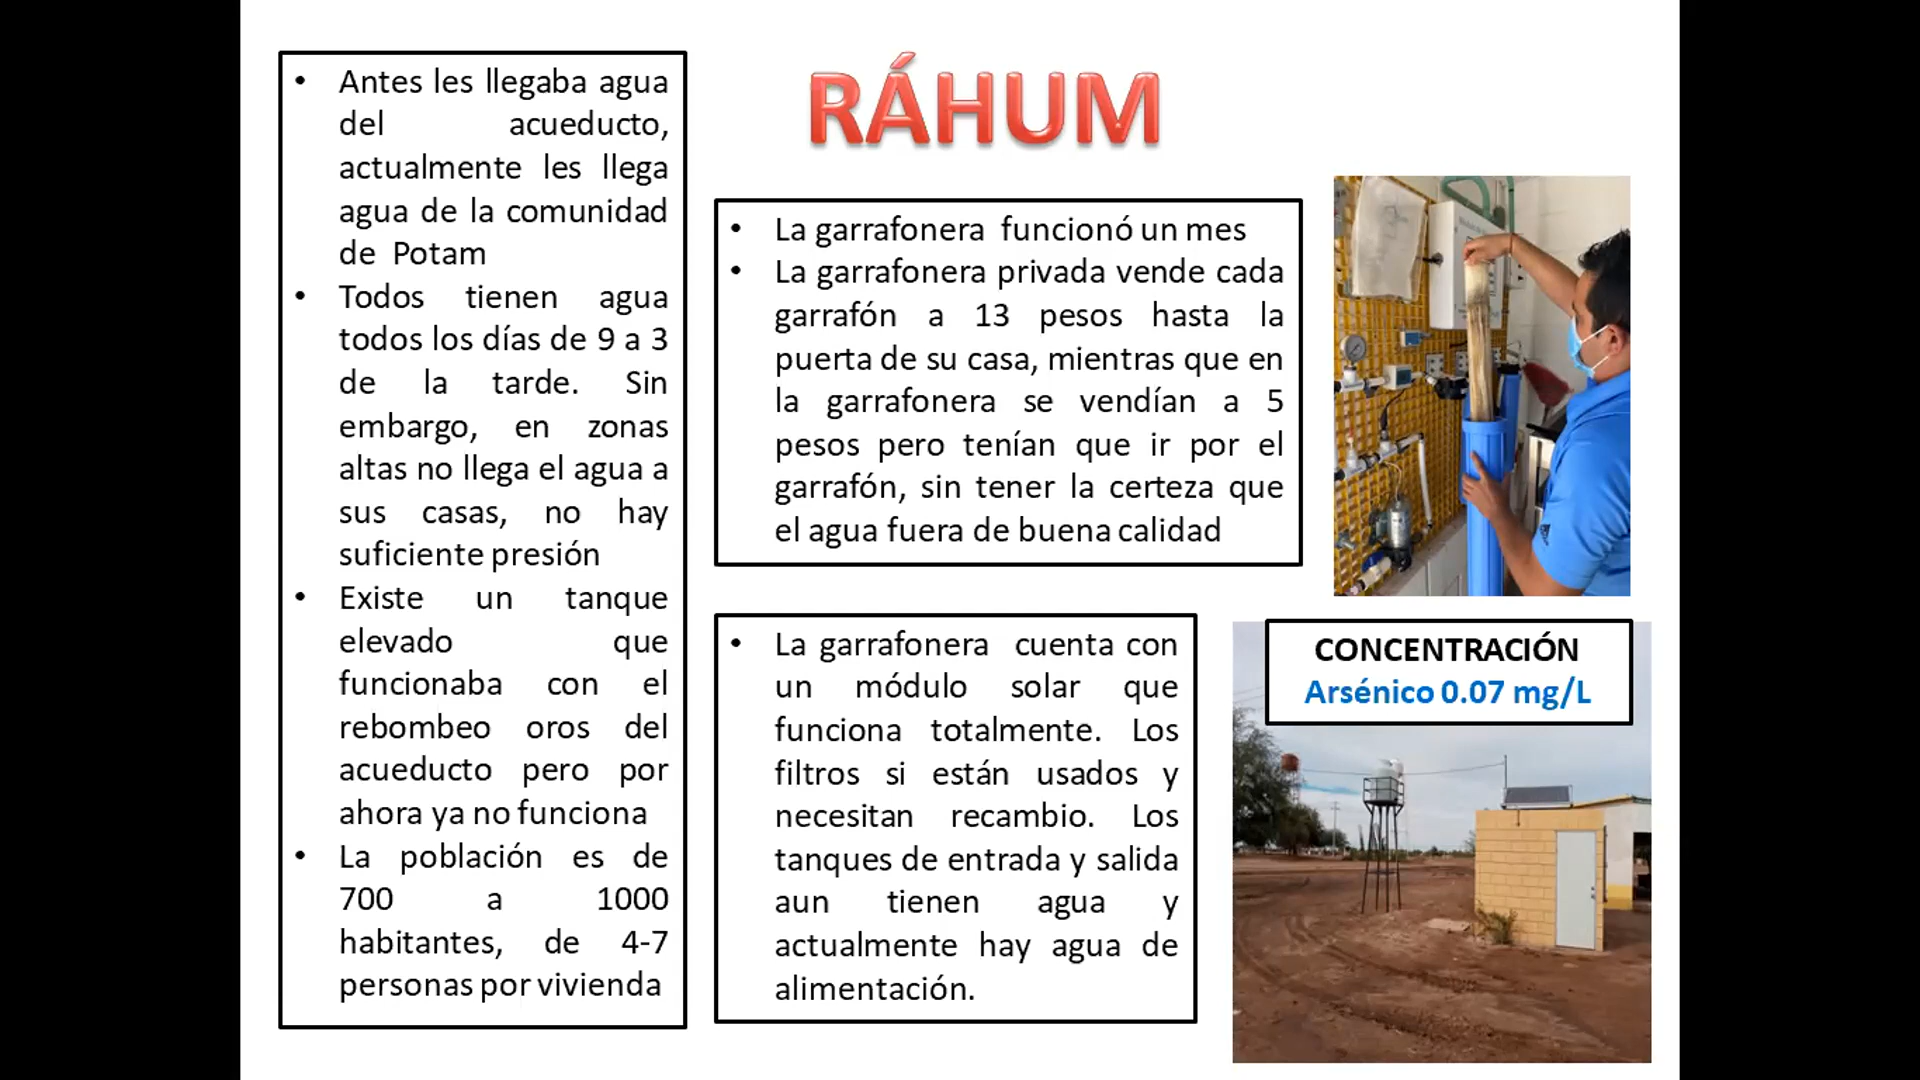 RÁHUM
• Antes les llegaba agua
del acueducto,
actualmente les llega
agua de la comunidad
de Potam
• Todos tienen agua
todos los días de 9 a 3
de la tarde. Sin
embargo, en zonas
altas no llega el agua a
sus casas, no hay
suficiente presión
• Existe un tanque
elevado que
funcionaba con el
rebombeo oros del
acueducto pero por
ahora ya no funciona
• La población es de
700 a 1000
habitantes, de 4-7
personas por vivienda
• La garrafonera funcionó un mes
• La garrafonera privada vende cada
garrafón a 13 pesos hasta la
puerta de su casa, mientras que en
la garrafonera se vendían a 5
pesos pero tenían que ir por el
garrafón, sin tener la certeza que
el agua fuera de buena calidad
• La garrafonera cuenta con
un módulo solar que
funciona totalmente. Los
filtros si están usados y
necesitan recambio. Los
tanques de entrada y salida
aun tienen agua y
actualmente hay agua de
alimentación.
CONCENTRACIÓN
Arsénico 0.07 mg/L